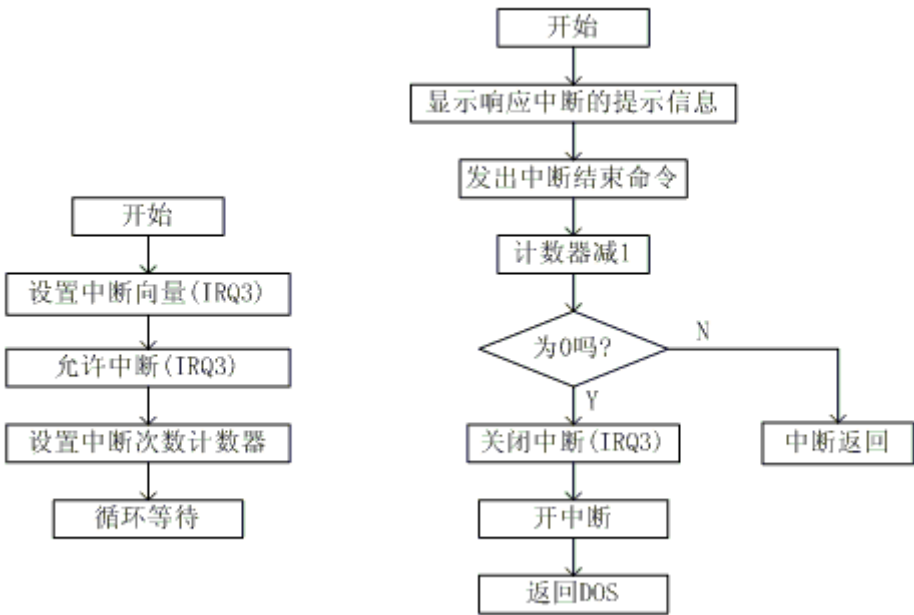 开始
设置中断向量(IRQ3)
允许中断(IRQ3)
设置中断次数计数器
循环等待
开始
显示响应中断的提示信息
发出中断结束命令
计数器减1
为0吗?
N
Y
关闭中断(IRQ3)
中断返回
开中断
返回DOS